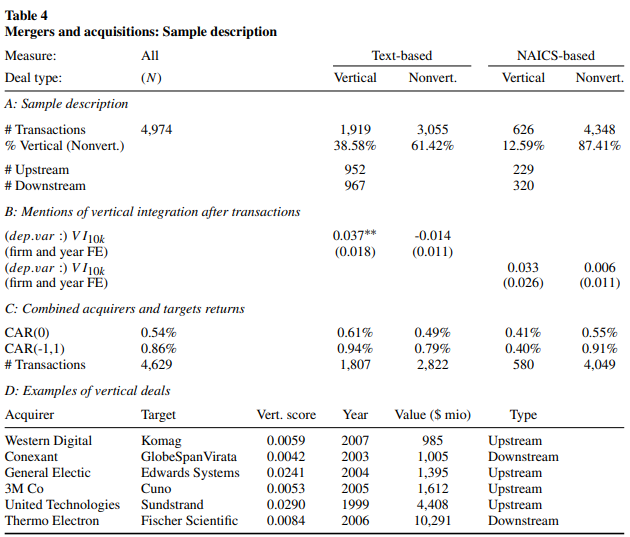 Table 4
Mergers and acquisitions: Sample description
Measure: All Text-based NAICS-based
Deal type: (N) Vertical Nonvert. Vertical Nonvert.
A: Sample description
# Transactions 4,974 1,919 3,055 626 4,348
% Vertical (Nonvert.) 38.58% 61.42% 12.59% 87.41%
# Upstream 952 229
# Downstream 967 320
B: Mentions of vertical integration after transactions
(dep.var :) VI10k 0.037** -0.014
(firm and year FE) (0.018) (0.011)
(dep.var :) VI10k 0.033 0.006
(firm and year FE) (0.026) (0.011)
C: Combined acquirers and targets returns
CAR(0) 0.54% 0.61% 0.49% 0.41% 0.55%
CAR(-1,1) 0.86% 0.94% 0.79% 0.40% 0.91%
# Transactions 4,629 1,807 2,822 580 4,049
D: Examples of vertical deals
Acquirer Target Vert. score Year Value ($ mio) Type
Western Digital Komag 0.0059 2007 985 Upstream
Conexant GlobeSpanVirata 0.0042 2003 1,005 Downstream
General Electic Edwards Systems 0.0241 2004 1,395 Upstream
3M Co Cuno 0.0053 2005 1,612 Upstream
United Technologies Sundstrand 0.0290 1999 4,408 Upstream
Thermo Electron Fischer Scientific 0.0084 2006 10,291 Downstream